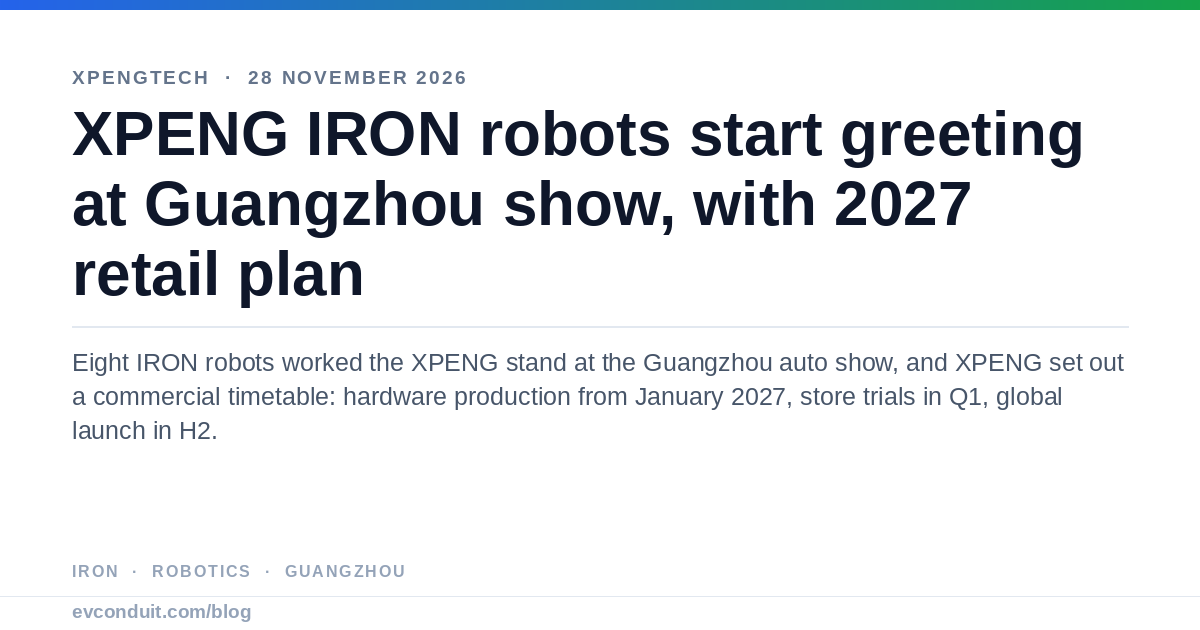 XPENGTECH · 28 NOVEMBER 2026
XPENG IRON robots start greeting
at Guangzhou show, with 2027
retail plan
Eight IRON robots worked the XPENG stand at the Guangzhou auto show, and XPENG set out
a commercial timetable: hardware production from January 2027, store trials in Q1, global
launch in H2.
IRON · ROBOTICS · GUANGZHOU
evconduit.com/blog